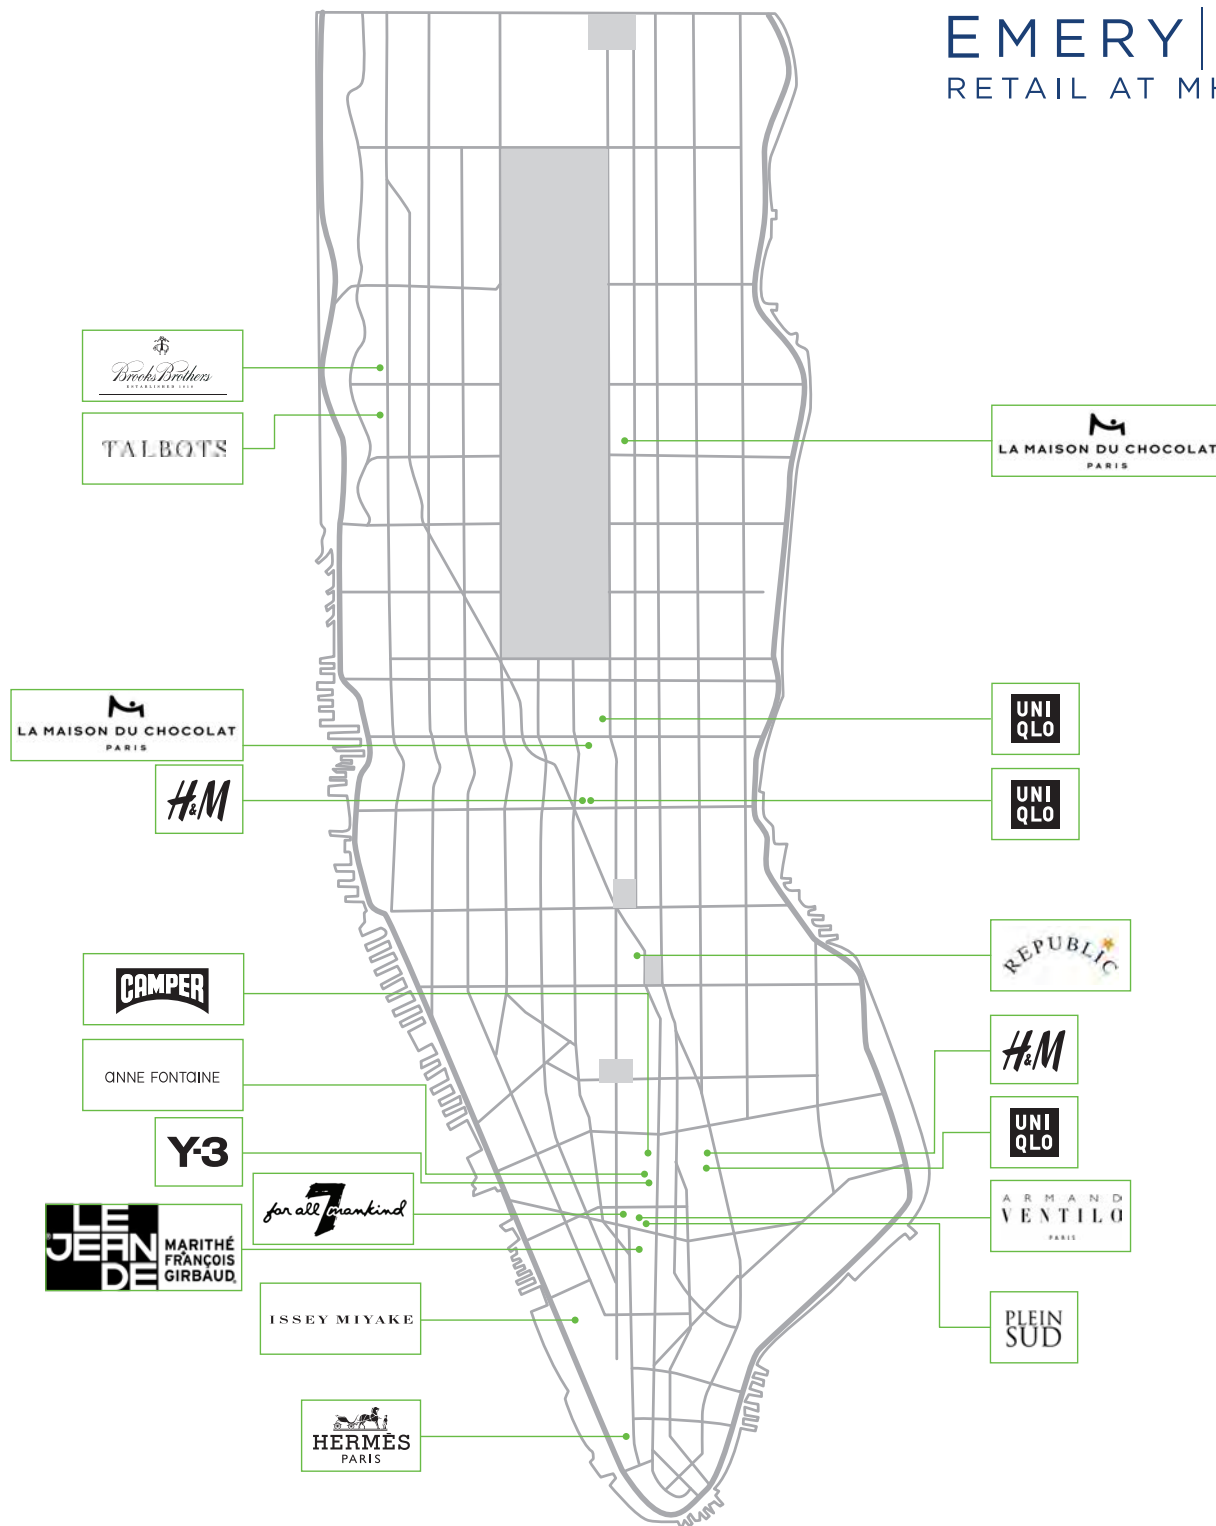 EMERY|
RETAIL AT
Brooks Brothers
ESTABLISHED 1818
TALBOTS
LA MAISON DU CHOCOLAT
PARIS
LA MAISON DU CHOCOLAT
PARIS
UNI
QLO
H&M
UNI
QLO
REPUBLIC
CAMPER
H&M
ANNE FONTAINE
UNI
QLO
Y-3
for all 7 mankind
ARMAND
VENTILO
PARIS
LE
JEAN
DE
MARITHÉ
FRANÇOIS
GIRBAUD
ISSEY MIYAKE
PLEIN
SUD
HERMÈS
PARIS